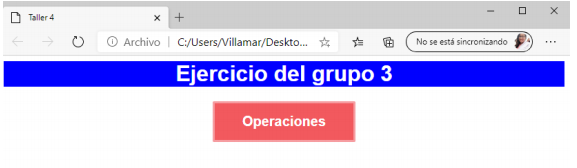 Taller 4
Archivo | C:/Users/Villamar/Deskto...
No se está sincronizando
Ejercicio del grupo 3
Operaciones